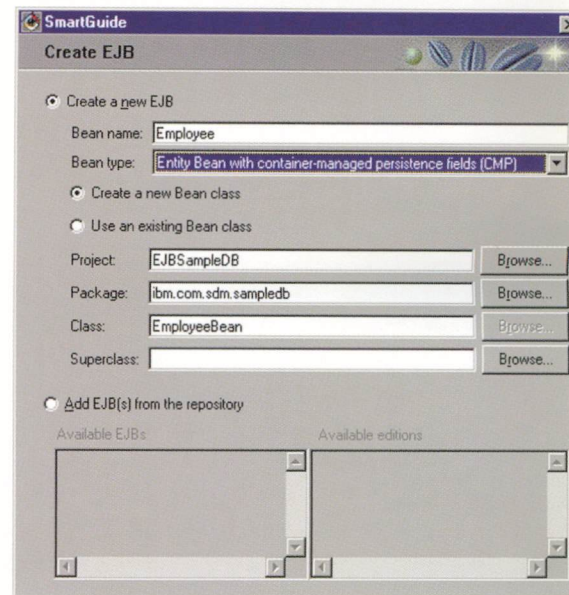 SmartGuide
Create EJB
Create a new EJB
Bean name: Employee
Bean type: Entity Bean with container-managed persistence fields (CMP)
Create a new Bean class
Use an existing Bean class
Project: EJBSampleDB Browse...
Package: ibm.com.sdm.sampledb Browse...
Class: EmployeeBean Browse...
Superclass: Browse...
Add EJB(s) from the repository
Available EJBs Available editions